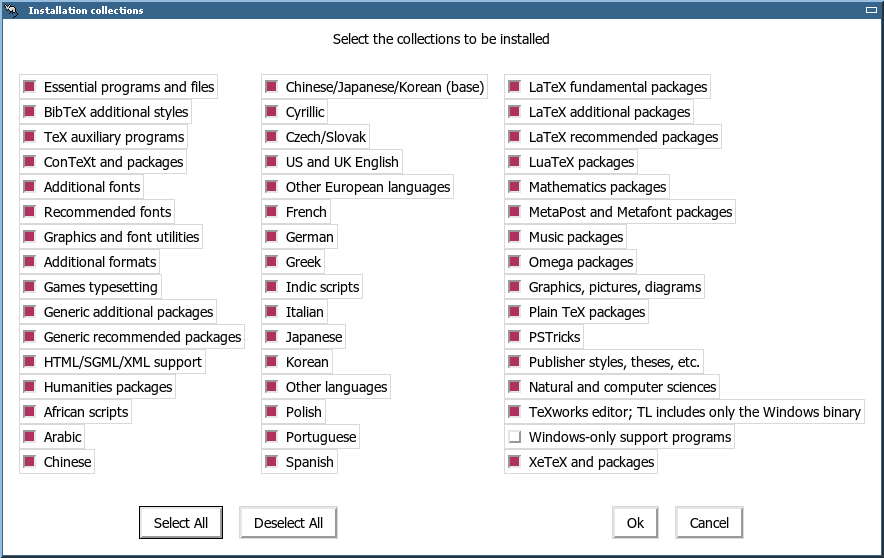 Installation collections
Select the collections to be installed
Essential programs and files
BibTeX additional styles
TeX auxiliary programs
ConTeXt and packages
Additional fonts
Recommended fonts
Graphics and font utilities
Additional formats
Games typesetting
Generic additional packages
Generic recommended packages
HTML/SGML/XML support
Humanities packages
African scripts
Arabic
Chinese
Chinese/Japanese/Korean (base)
Cyrillic
Czech/Slovak
US and UK English
Other European languages
French
German
Greek
Indic scripts
Italian
Japanese
Korean
Other languages
Polish
Portuguese
Spanish
LaTeX fundamental packages
LaTeX additional packages
LaTeX recommended packages
LuaTeX packages
Mathematics packages
MetaPost and Metafont packages
Music packages
Omega packages
Graphics, pictures, diagrams
Plain TeX packages
PSTricks
Publisher styles, theses, etc.
Natural and computer sciences
TeXworks editor; TL includes only the Windows binary
Windows-only support programs
XeTeX and packages
Select All
Deselect All
Ok
Cancel